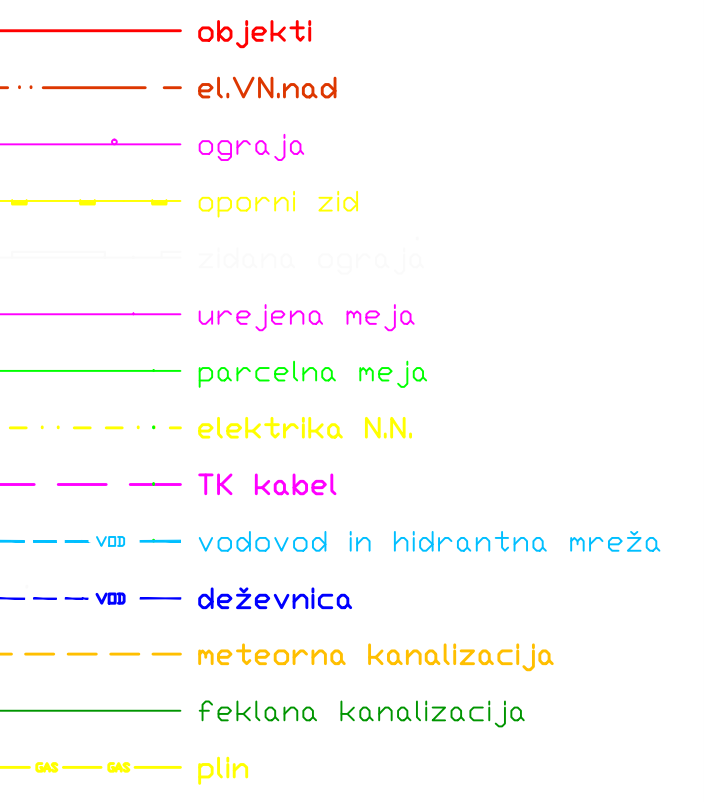 objekti
el.VN.nad
ograja
oporni zid
zidana ograja
urejena meja
parcelna meja
elektrika N.N.
TK kabel
VOD vodovod in hidrantna mreža
VOD deževnica
meteorna kanalizacija
feklana kanalizacija
GAS GAS plin